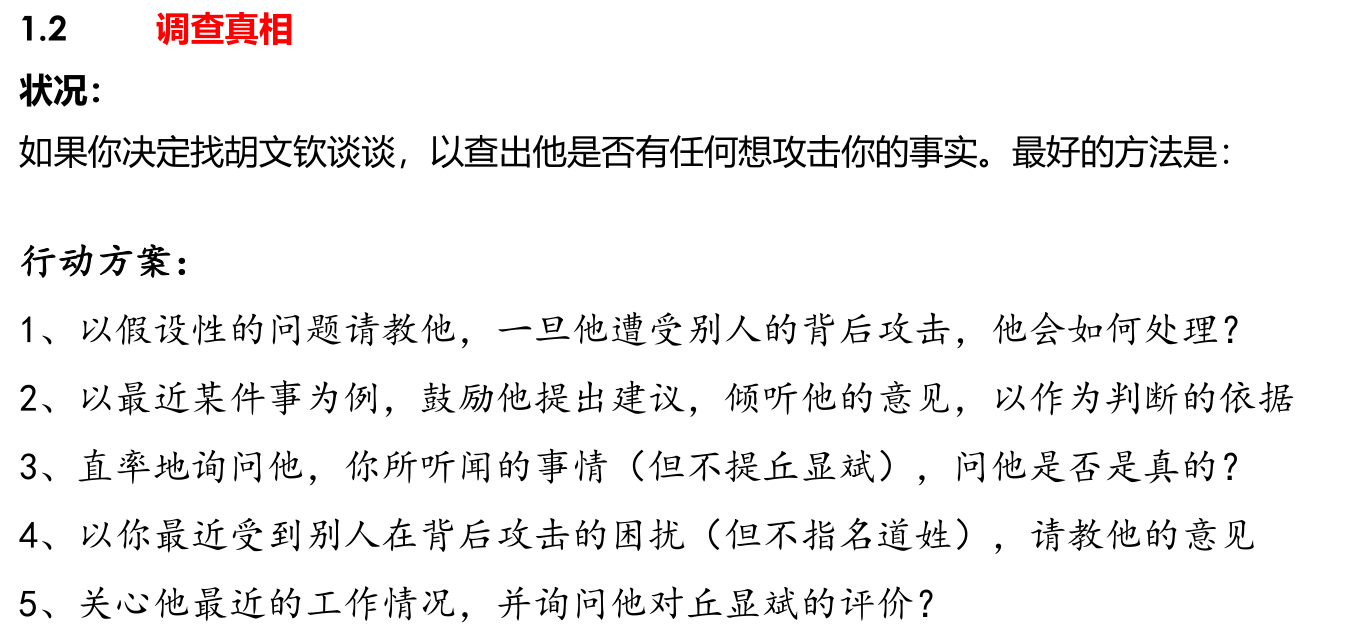 1.2 调查真相
状况：
如果你决定找胡文钦谈谈，以查出他是否有任何想攻击你的事实。最好的方法是：
行动方案：
1、以假设性的问题请教他，一旦他遭受别人的背后攻击，他会如何处理？
2、以最近某件事为例，鼓励他提出建议，倾听他的意见，以作为判断的依据
3、直率地询问他，你所听闻的事情（但不提丘显斌），问他是否是真的？
4、以你最近受到别人在背后攻击的困扰（但不指名道姓），请教他的意见
5、关心他最近的工作情况，并询问他对丘显斌的评价？